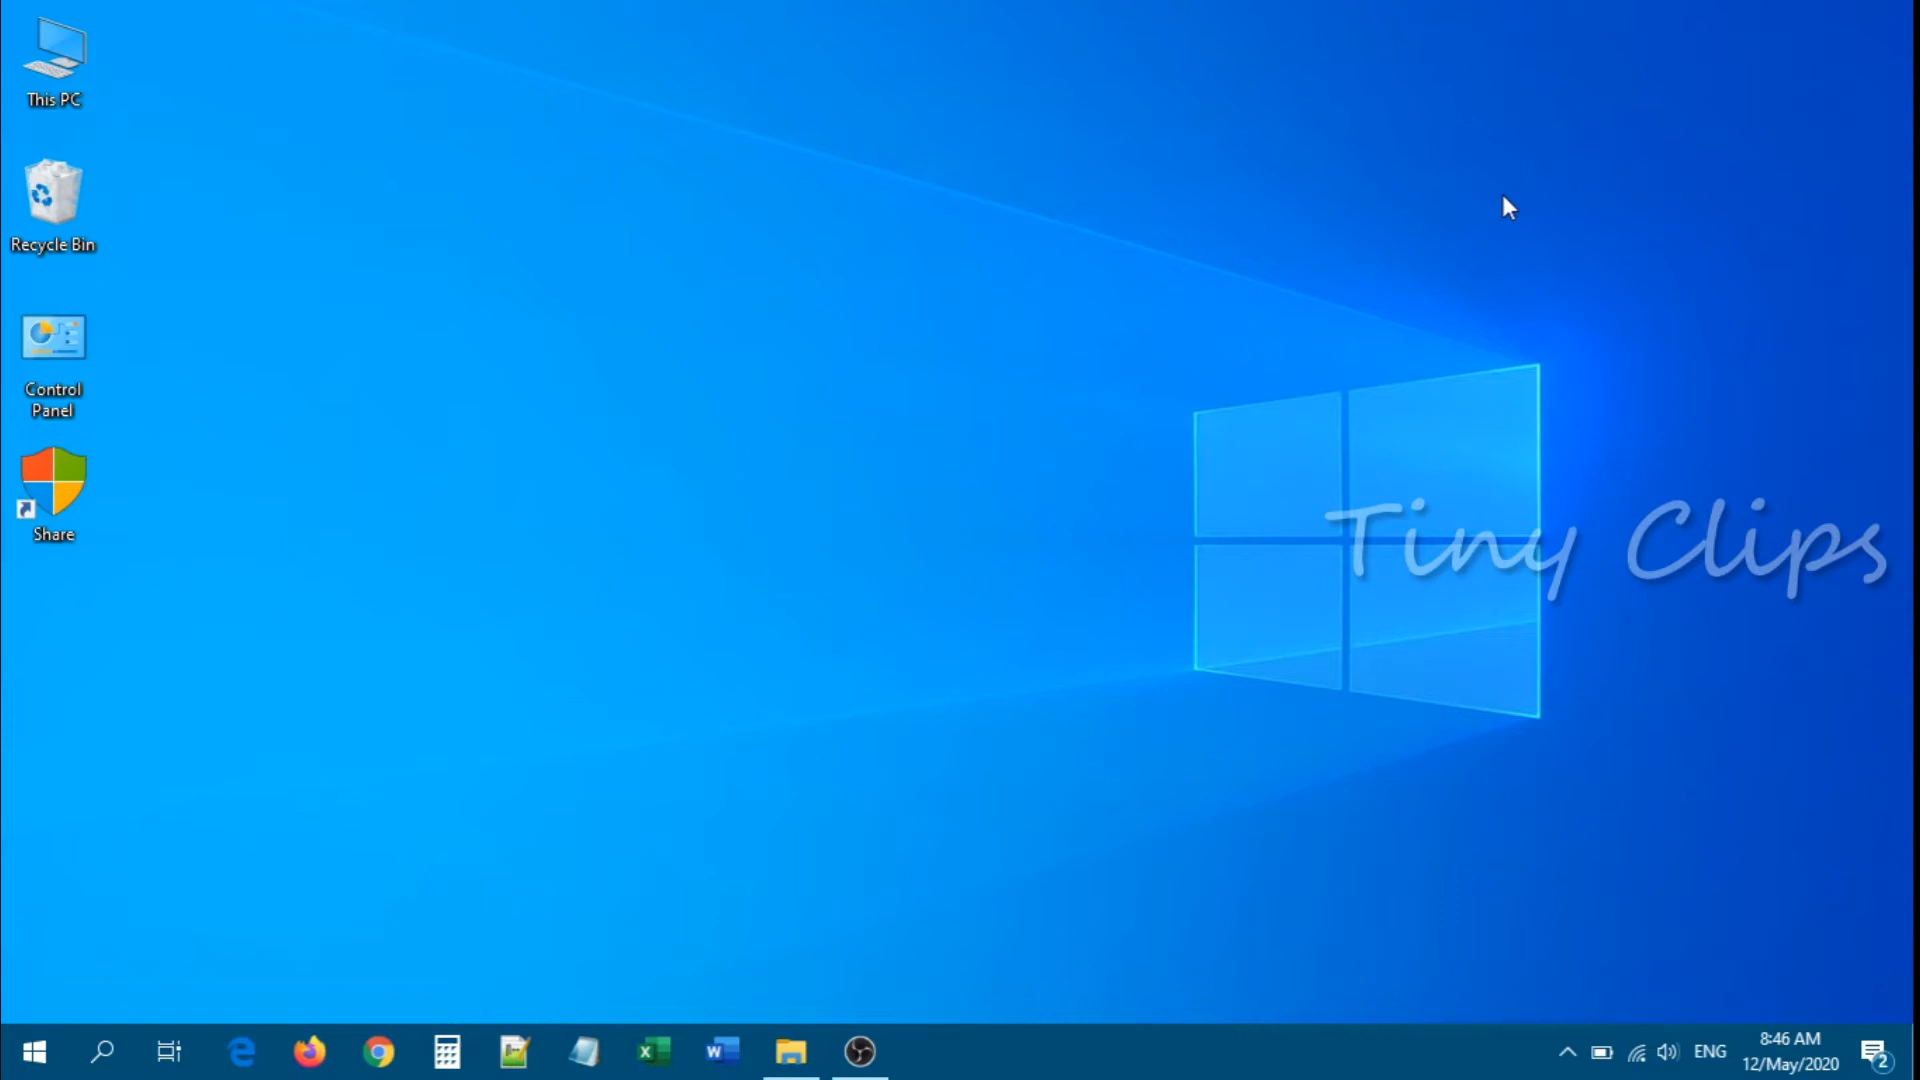 This PC
Recycle Bin
Control
Panel
Share
Tiny Clips
ENG
8:46 AM
12/May/2020
2